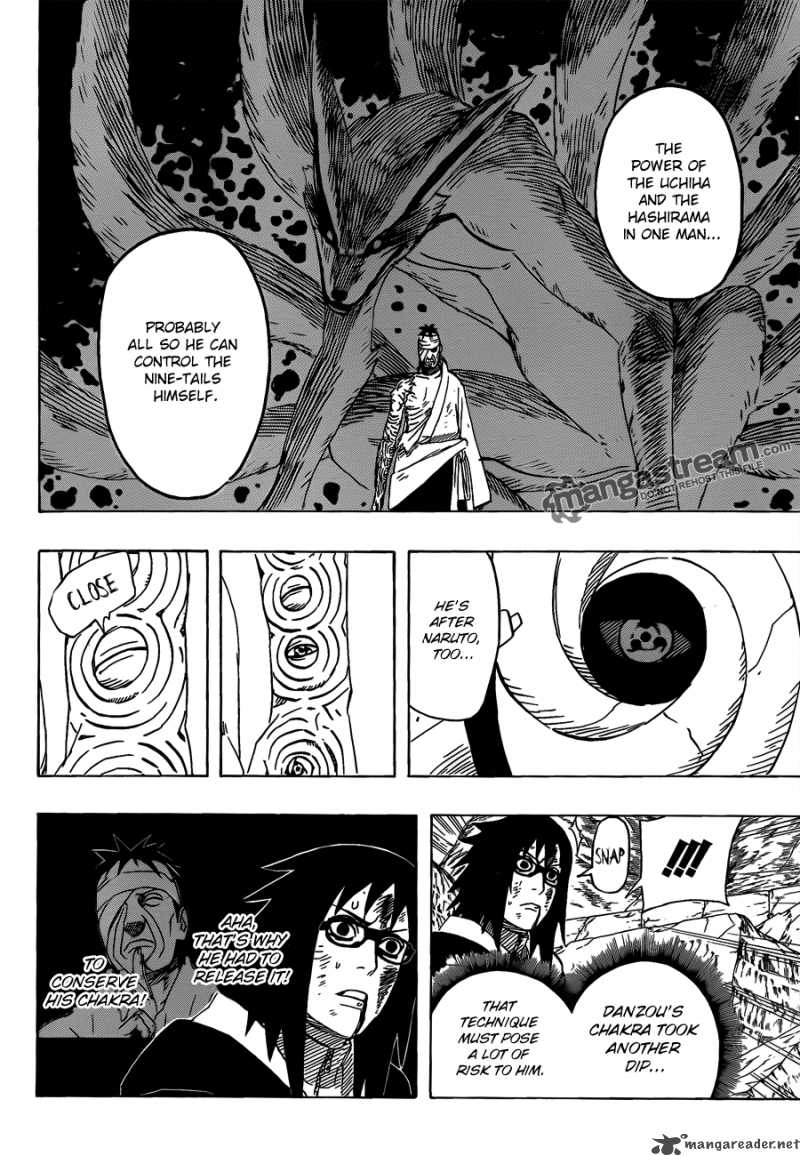 THE
POWER OF
THE UCHIHA
AND THE
HASHIRAMA
IN ONE MAN...
PROBABLY
ALL SO HE CAN
CONTROL THE
NINE-TAILS
HIMSELF.
mangastream.com
DO NOT REHOST THIS FILE
HE'S
AFTER
NARUTO,
TOO...
CLOSE
!!!
SNAP
DANZOU'S
CHAKRA TOOK
ANOTHER
DIP...
THAT
TECHNIQUE
MUST POSE
A LOT OF
RISK TO HIM.
AHA,
THAT'S WHY
HE HAD TO
RELEASE IT!
TO
CONSERVE
HIS CHAKRA!
mangareader.net